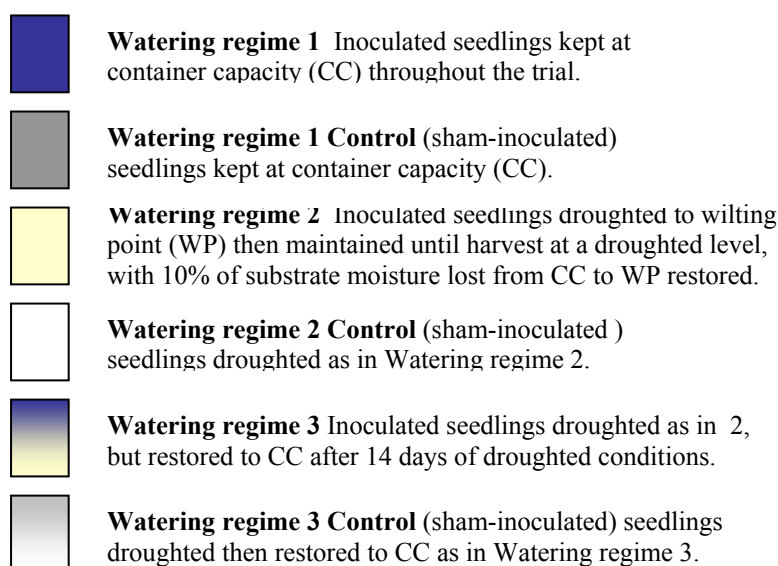 Watering regime 1 Inoculated seedlings kept at
container capacity (CC) throughout the trial.
Watering regime 1 Control (sham-inoculated)
seedlings kept at container capacity (CC).
Watering regime 2 Inoculated seedlings droughted to wilting
point (WP) then maintained until harvest at a droughted level,
with 10% of substrate moisture lost from CC to WP restored.
Watering regime 2 Control (sham-inoculated )
seedlings droughted as in Watering regime 2.
Watering regime 3 Inoculated seedlings droughted as in 2,
but restored to CC after 14 days of droughted conditions.
Watering regime 3 Control (sham-inoculated) seedlings
droughted then restored to CC as in Watering regime 3.